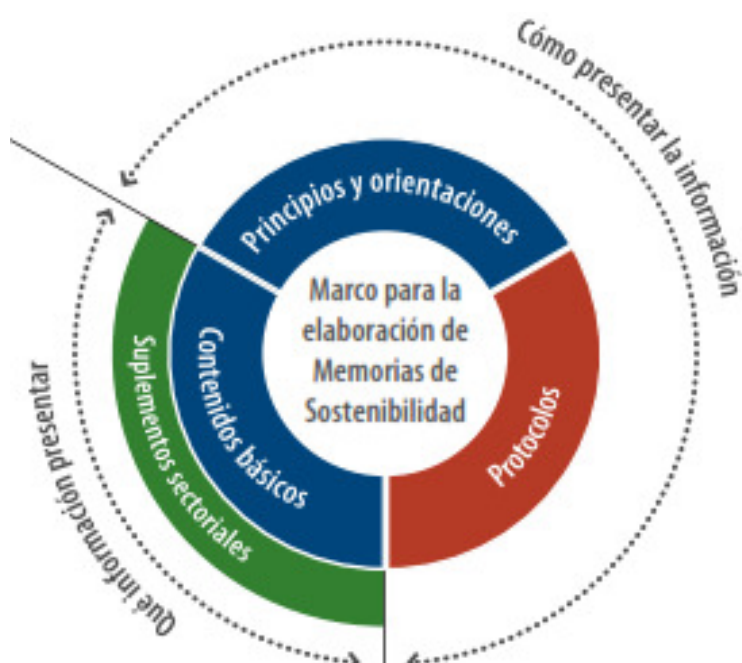 Cómo presentar la información
Principios y orientaciones
Marco para la
elaboración de
Memorias de
Sostenibilidad
Contenidos básicos
Suplementos sectoriales
Qué información presentar
Protocolos